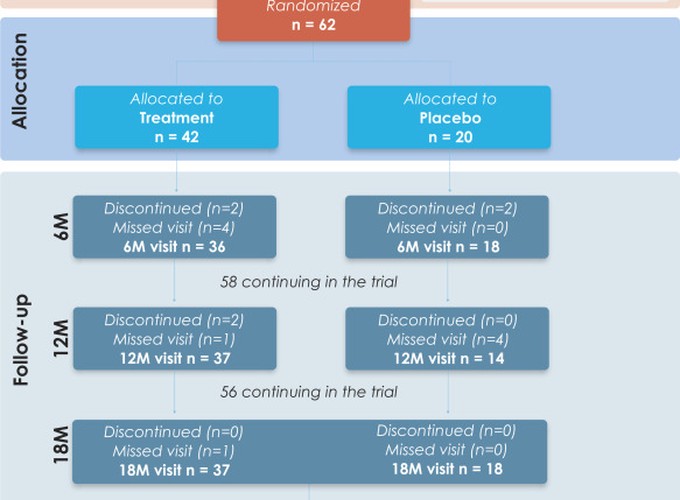 Randomized
n = 62
Allocation
Allocated to
Treatment
n = 42
Allocated to
Placebo
n = 20
Follow-up
6M
Discontinued (n=2)
Missed visit (n=4)
6M visit n = 36
Discontinued (n=2)
Missed visit (n=0)
6M visit n = 18
58 continuing in the trial
12M
Discontinued (n=2)
Missed visit (n=1)
12M visit n = 37
Discontinued (n=0)
Missed visit (n=4)
12M visit n = 14
56 continuing in the trial
18M
Discontinued (n=0)
Missed visit (n=1)
18M visit n = 37
Discontinued (n=0)
Missed visit (n=0)
18M visit n = 18